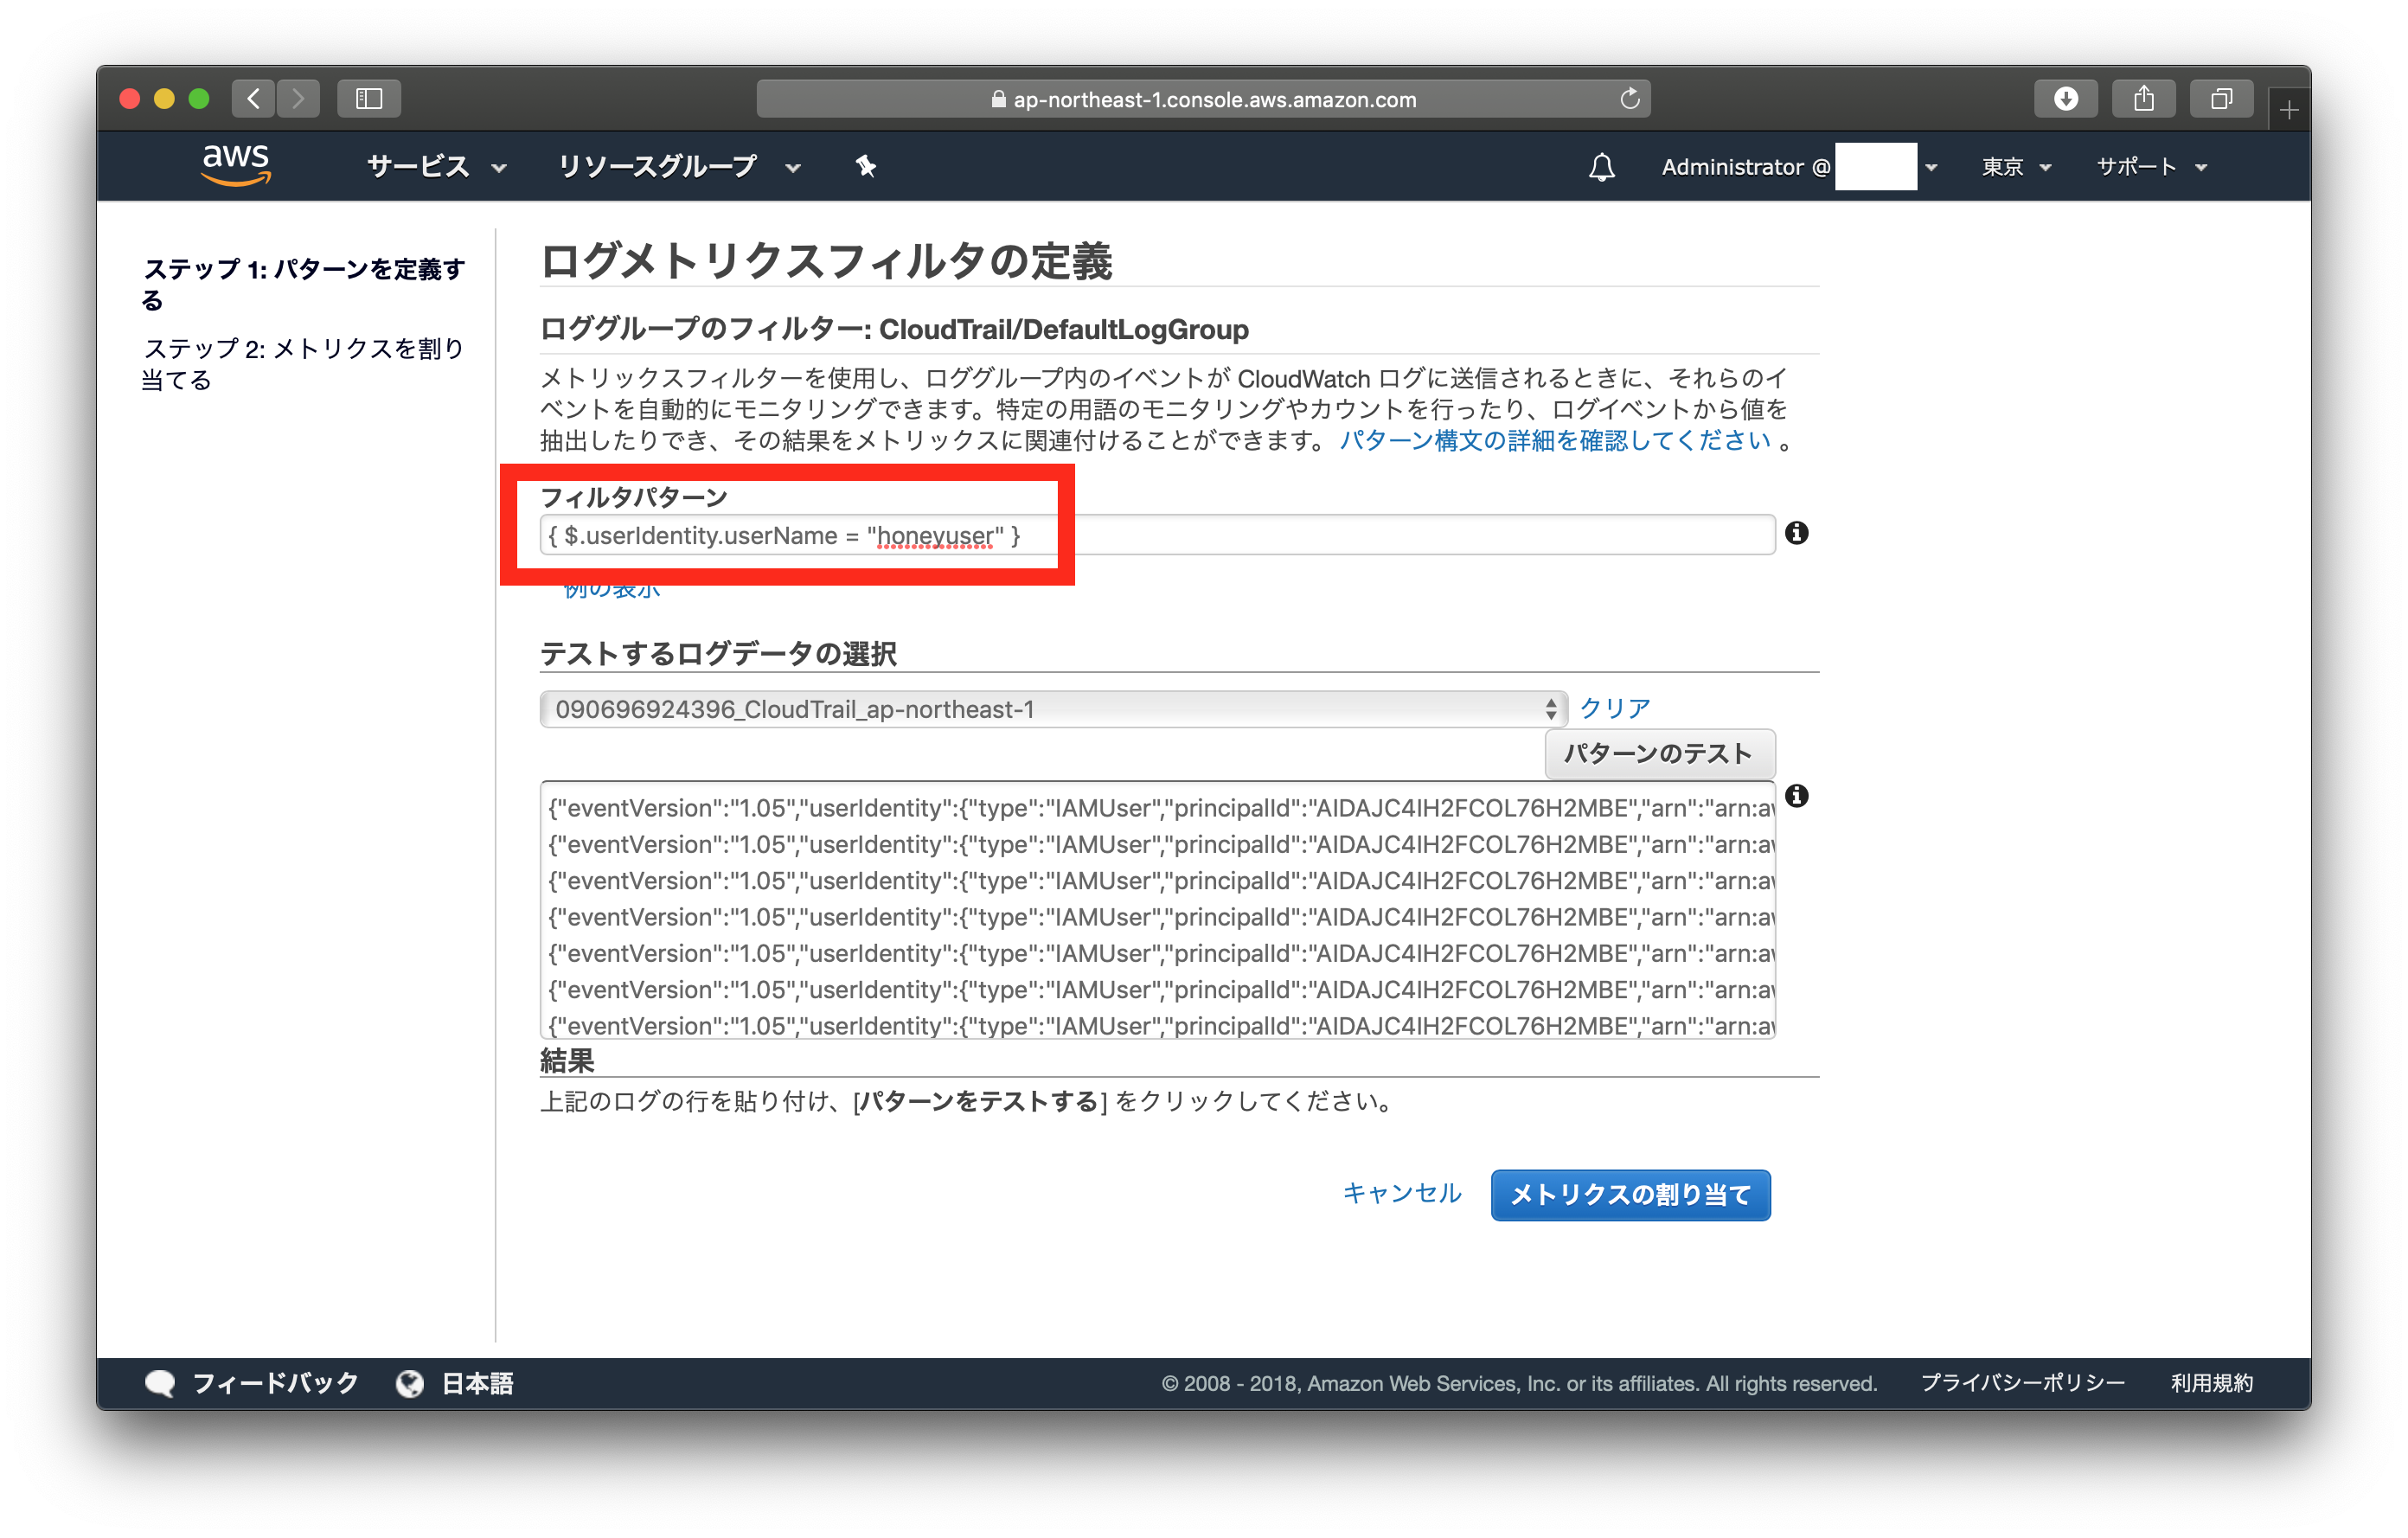 ap-northeast-1.console.aws.amazon.com
aws サービス リソースグループ Administrator @ 東京 サポート
ステップ 1: パターンを定義す
る
ステップ 2: メトリクスを割り
当てる
ログメトリクスフィルタの定義
ロググループのフィルター: CloudTrail/DefaultLogGroup
メトリックスフィルターを使用し、ロググループ内のイベントが CloudWatch ログに送信されるときに、それらのイ
ベントを自動的にモニタリングできます。特定の用語のモニタリングやカウントを行ったり、ログイベントから値を
抽出したりでき、その結果をメトリックスに関連付けることができます。 パターン構文の詳細を確認してください 。
フィルタパターン
{ $.userIdentity.userName = "honeyuser" }
例の表示
テストするログデータの選択
090696924396_CloudTrail_ap-northeast-1 クリア
パターンのテスト
{"eventVersion":"1.05","userIdentity":{"type":"IAMUser","principalId":"AIDAJC4IH2FCOL76H2MBE","arn":"arn:aw
{"eventVersion":"1.05","userIdentity":{"type":"IAMUser","principalId":"AIDAJC4IH2FCOL76H2MBE","arn":"arn:aw
{"eventVersion":"1.05","userIdentity":{"type":"IAMUser","principalId":"AIDAJC4IH2FCOL76H2MBE","arn":"arn:aw
{"eventVersion":"1.05","userIdentity":{"type":"IAMUser","principalId":"AIDAJC4IH2FCOL76H2MBE","arn":"arn:aw
{"eventVersion":"1.05","userIdentity":{"type":"IAMUser","principalId":"AIDAJC4IH2FCOL76H2MBE","arn":"arn:aw
{"eventVersion":"1.05","userIdentity":{"type":"IAMUser","principalId":"AIDAJC4IH2FCOL76H2MBE","arn":"arn:aw
{"eventVersion":"1.05","userIdentity":{"type":"IAMUser","principalId":"AIDAJC4IH2FCOL76H2MBE","arn":"arn:aw
結果
上記のログの行を貼り付け、[パターンをテストする] をクリックしてください。
キャンセル メトリクスの割り当て
フィードバック 日本語 © 2008 - 2018, Amazon Web Services, Inc. or its affiliates. All rights reserved. プライバシーポリシー 利用規約